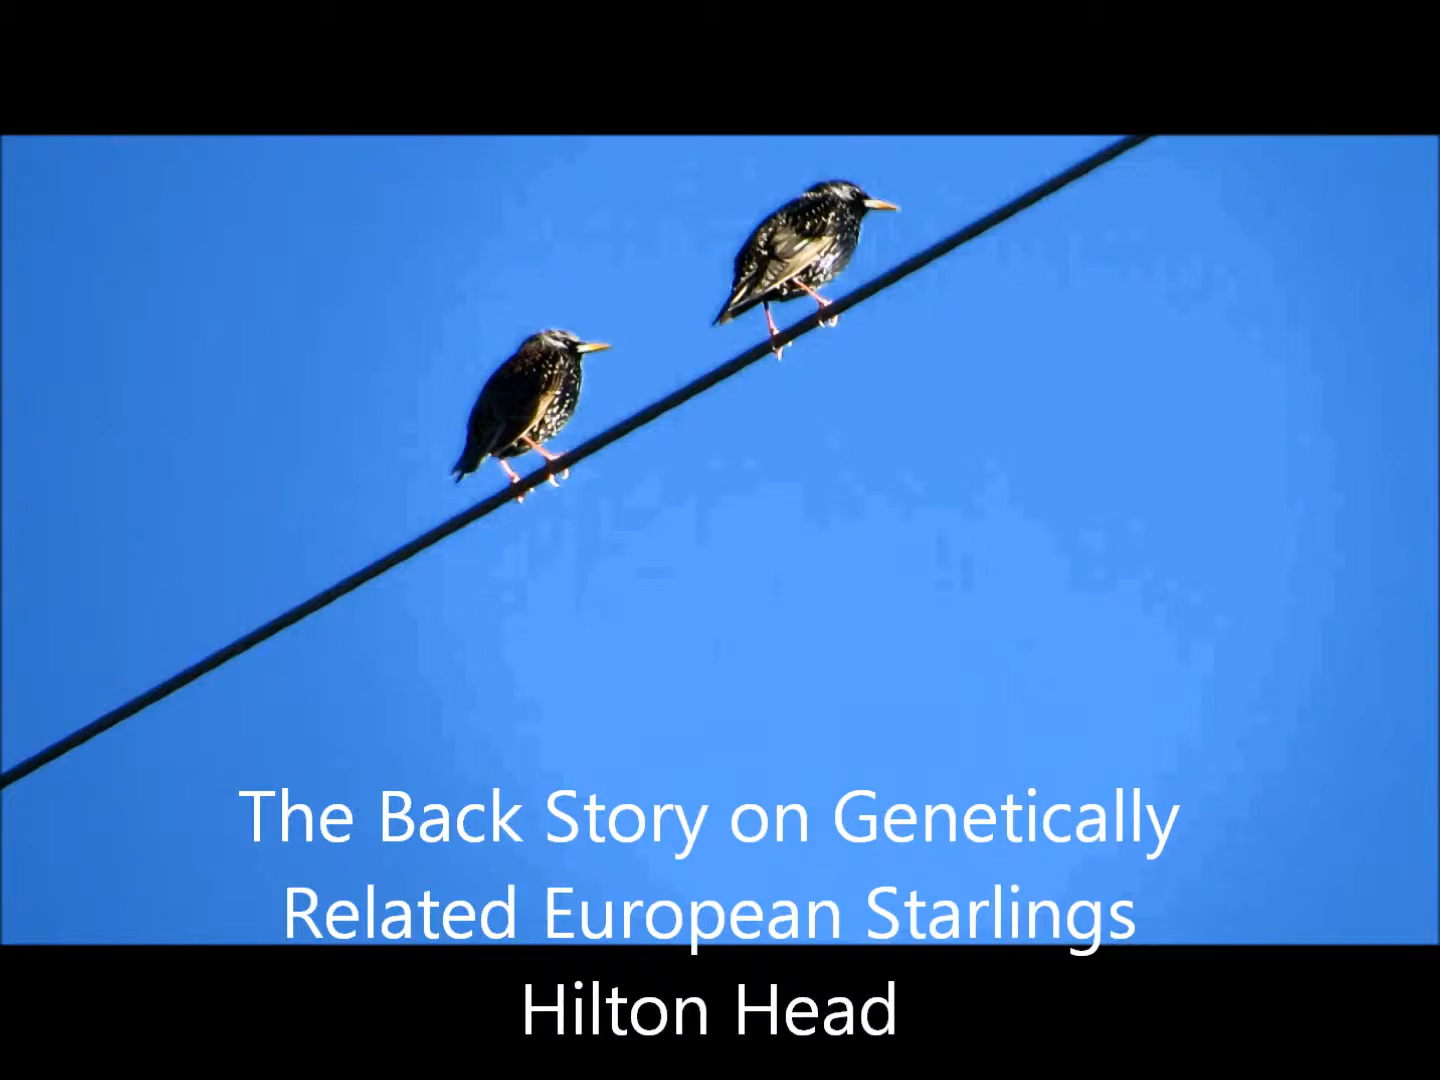 The Back Story on Genetically
Related European Starlings
Hilton Head